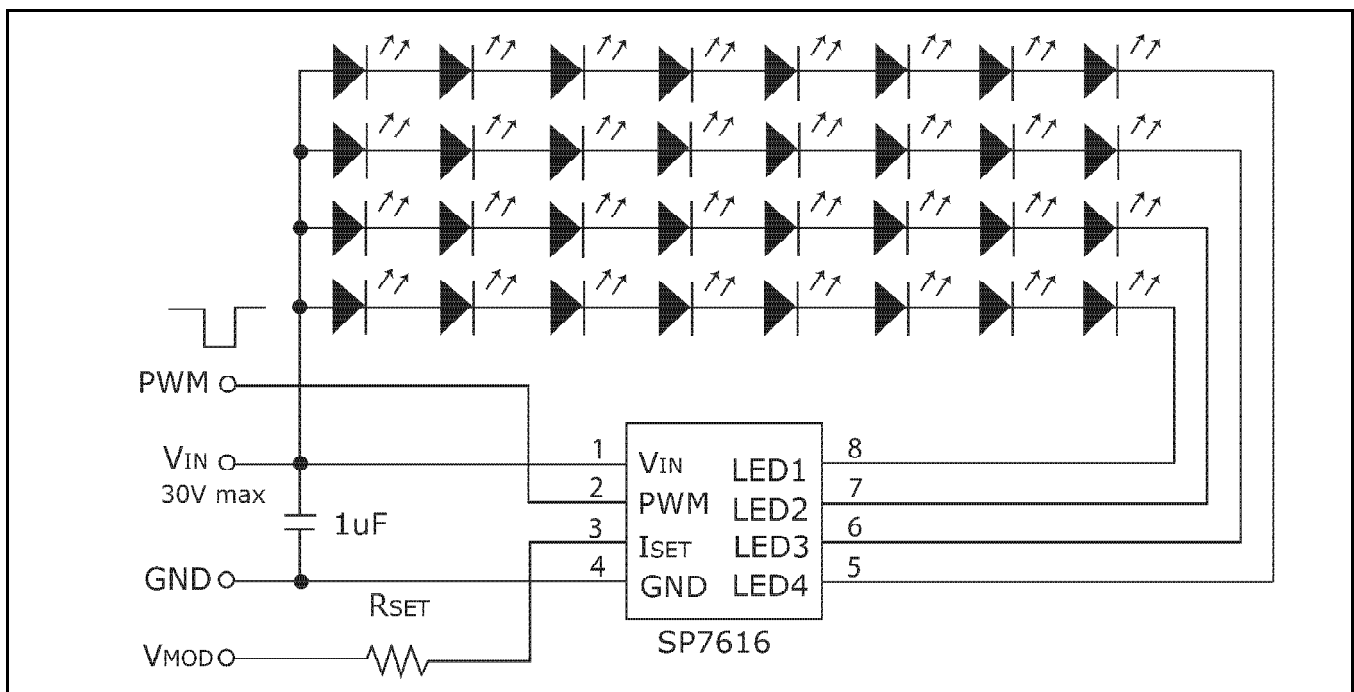 PWM
VIN
30V max
1uF
GND
RSET
VMOD
1
2
3
4
VIN
PWM
ISET
GND
LED1
LED2
LED3
LED4
8
7
6
5
SP7616